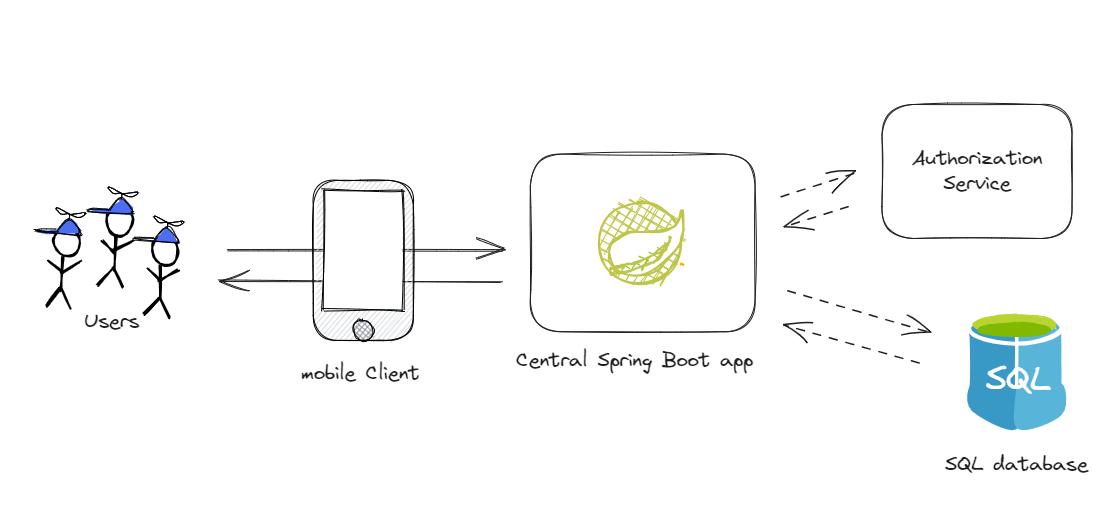 Users
mobile Client
Central Spring Boot app
Authorization
Service
SQL
SQL database